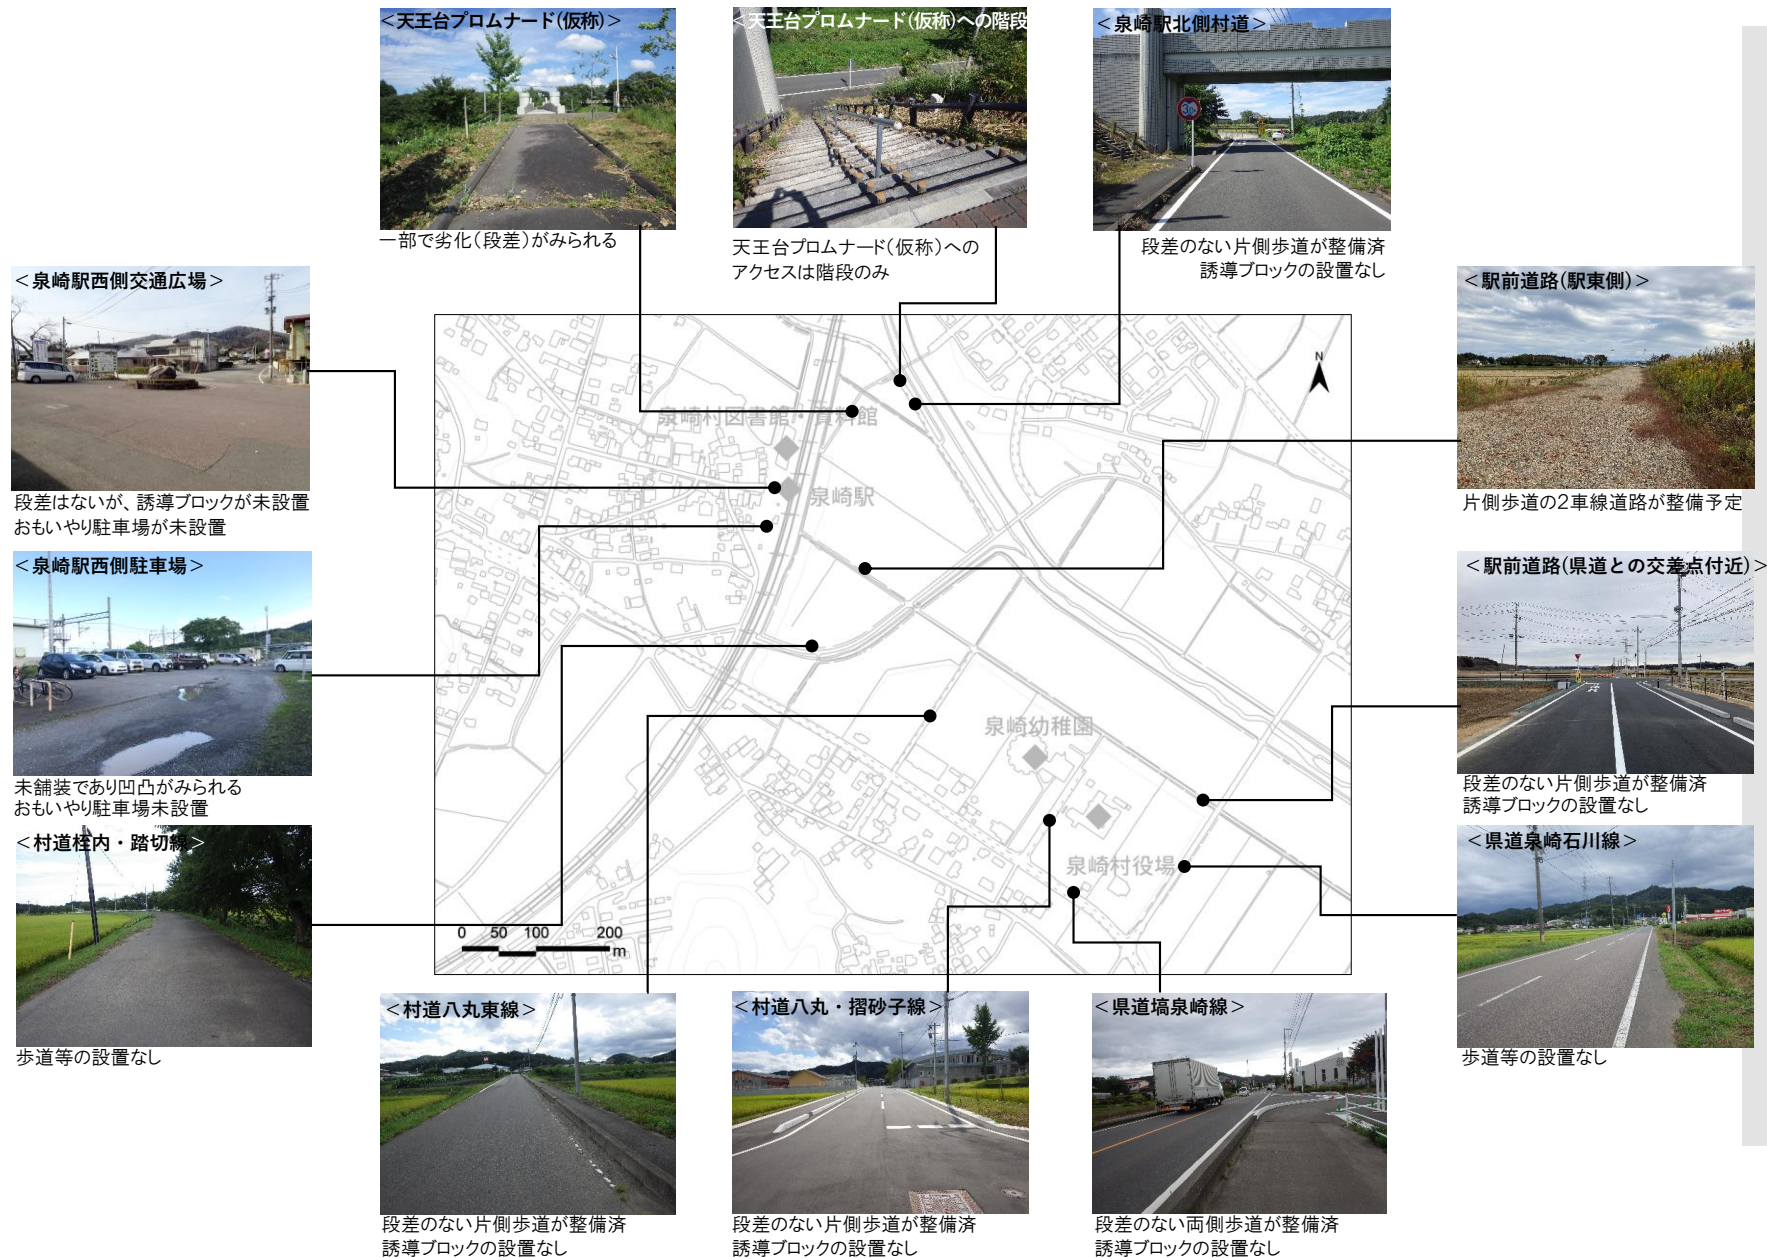 ＜天王台プロムナード(仮称)＞
一部で劣化（段差）がみられる
＜天王台プロムナード(仮称)への階段
天王台プロムナード（仮称）への
アクセスは階段のみ
＜泉崎駅北側村道＞
段差のない片側歩道が整備済
誘導ブロックの設置なし
＜泉崎駅西側交通広場＞
段差はないが、誘導ブロックが未設置
おもいやり駐車場が未設置
＜駅前道路(駅東側)＞
片側歩道の2車線道路が整備予定
＜泉崎駅西側駐車場＞
未舗装であり凹凸がみられる
おもいやり駐車場未設置
＜駅前道路(県道との交差点付近)＞
段差のない片側歩道が整備済
誘導ブロックの設置なし
＜村道桎内・踏切線＞
歩道等の設置なし
＜県道泉崎石川線＞
歩道等の設置なし
N
泉崎村図書館・資料館
泉崎駅
泉崎幼稚園
泉崎村役場
0 50 100 200
m
＜村道八丸東線＞
段差のない片側歩道が整備済
誘導ブロックの設置なし
＜村道八丸・摺砂子線＞
段差のない片側歩道が整備済
誘導ブロックの設置なし
＜県道塙泉崎線＞
段差のない両側歩道が整備済
誘導ブロックの設置なし